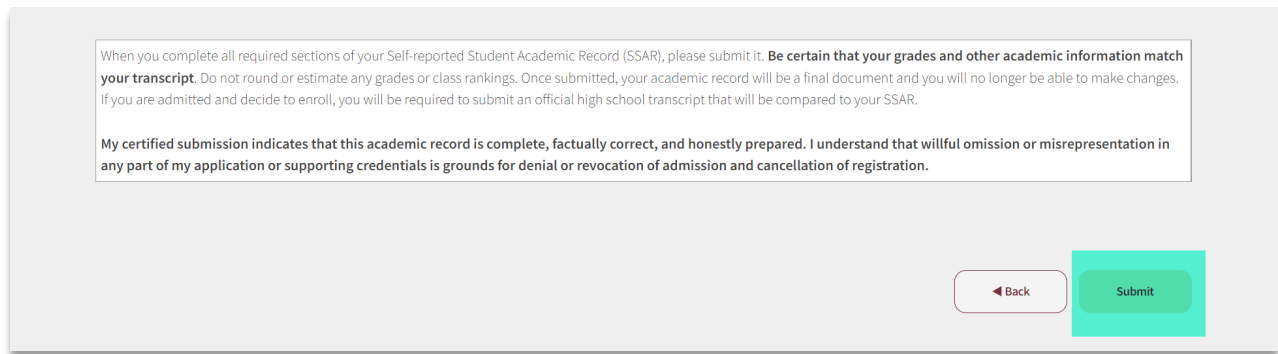 When you complete all required sections of your Self-reported Student Academic Record (SSAR), please submit it. Be certain that your grades and other academic information match
your transcript. Do not round or estimate any grades or class rankings. Once submitted, your academic record will be a final document and you will no longer be able to make changes.
If you are admitted and decide to enroll, you will be required to submit an official high school transcript that will be compared to your SSAR.
My certified submission indicates that this academic record is complete, factually correct, and honestly prepared. I understand that willful omission or misrepresentation in
any part of my application or supporting credentials is grounds for denial or revocation of admission and cancellation of registration.
◀ Back
Submit